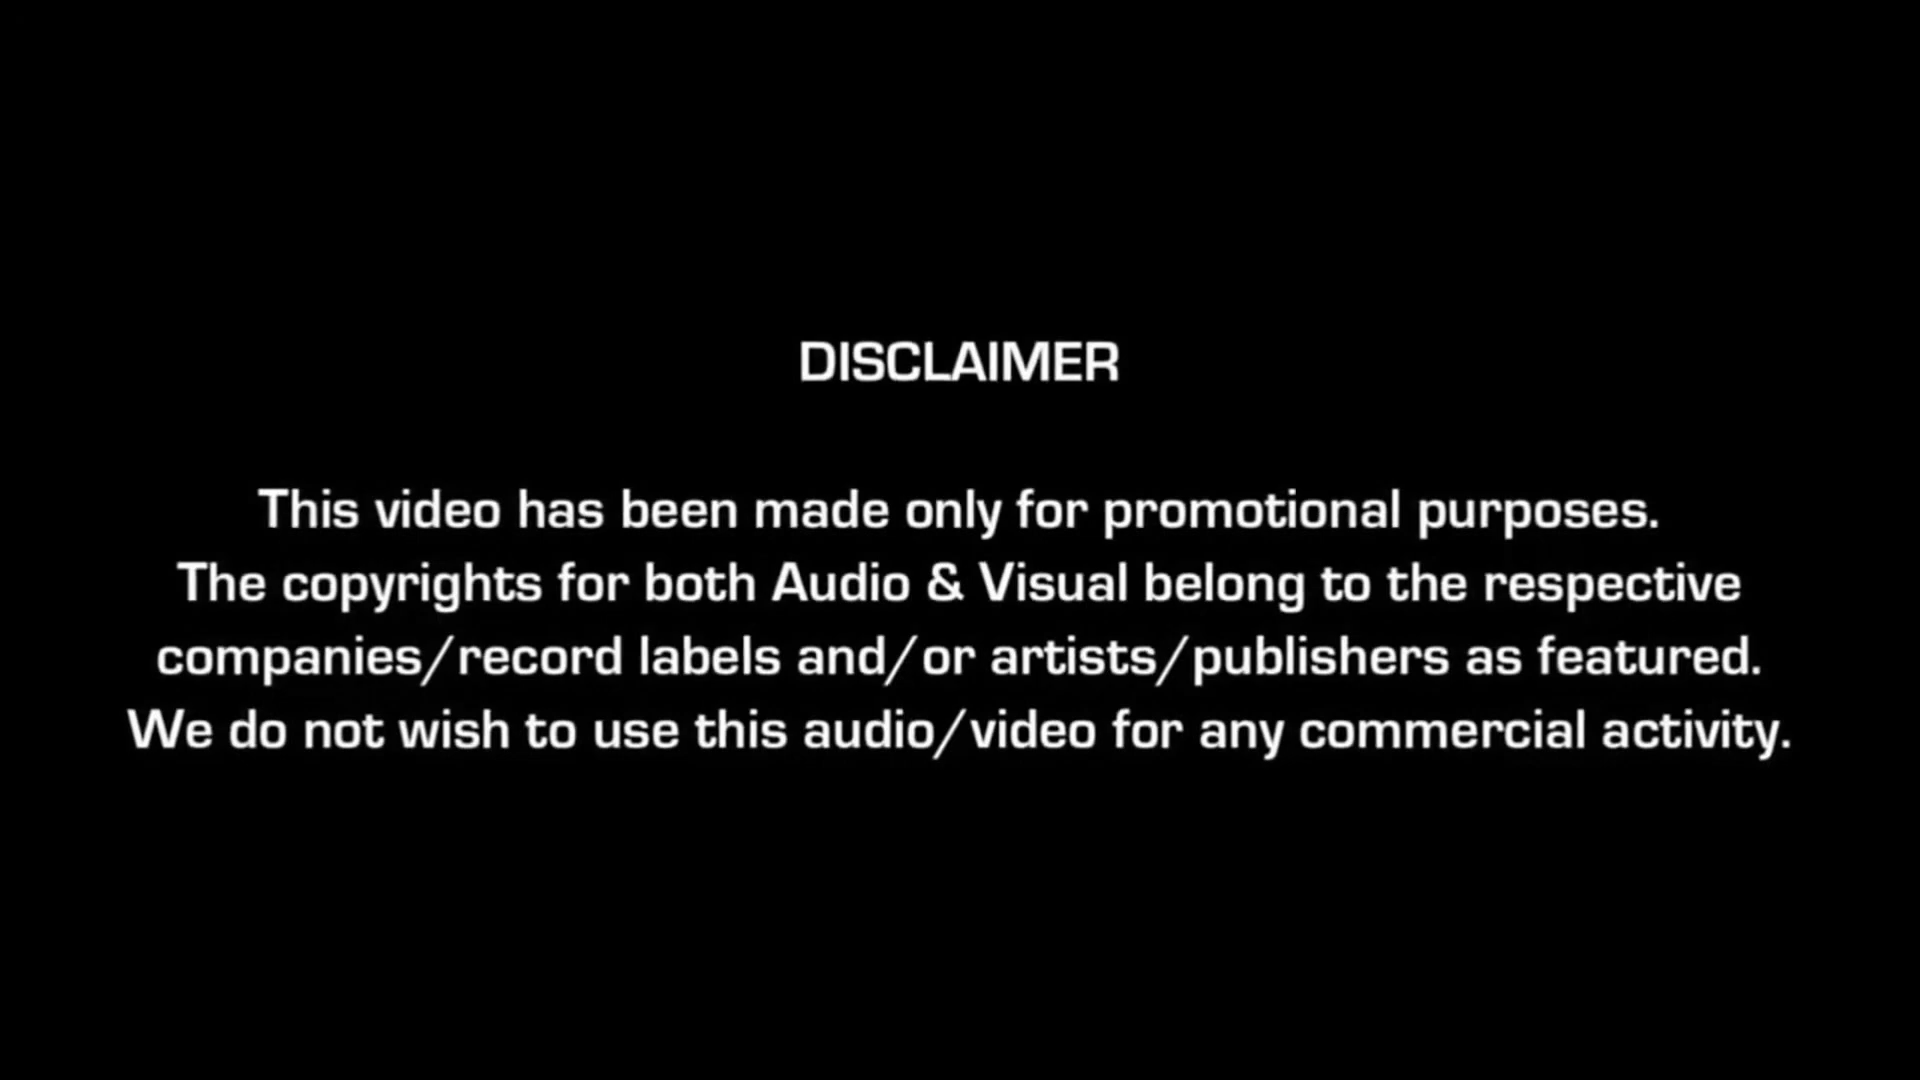 DISCLAIMER
This video has been made only for promotional purposes.
The copyrights for both Audio & Visual belong to the respective
companies/record labels and/or artists/publishers as featured.
We do not wish to use this audio/video for any commercial activity.